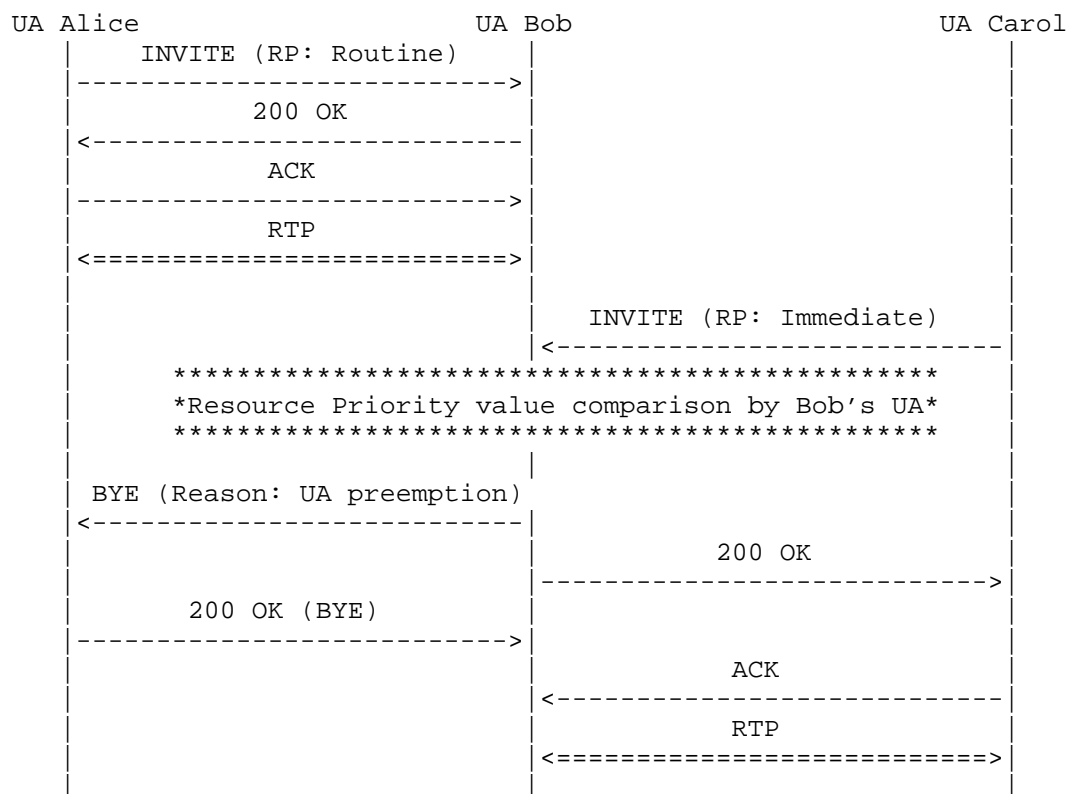 UA Alice UA Bob UA Carol
INVITE (RP: Routine)
200 OK
ACK
RTP
INVITE (RP: Immediate)
*Resource Priority value comparison by Bob's UA*
BYE (Reason: UA preemption)
200 OK
200 OK (BYE)
ACK
RTP